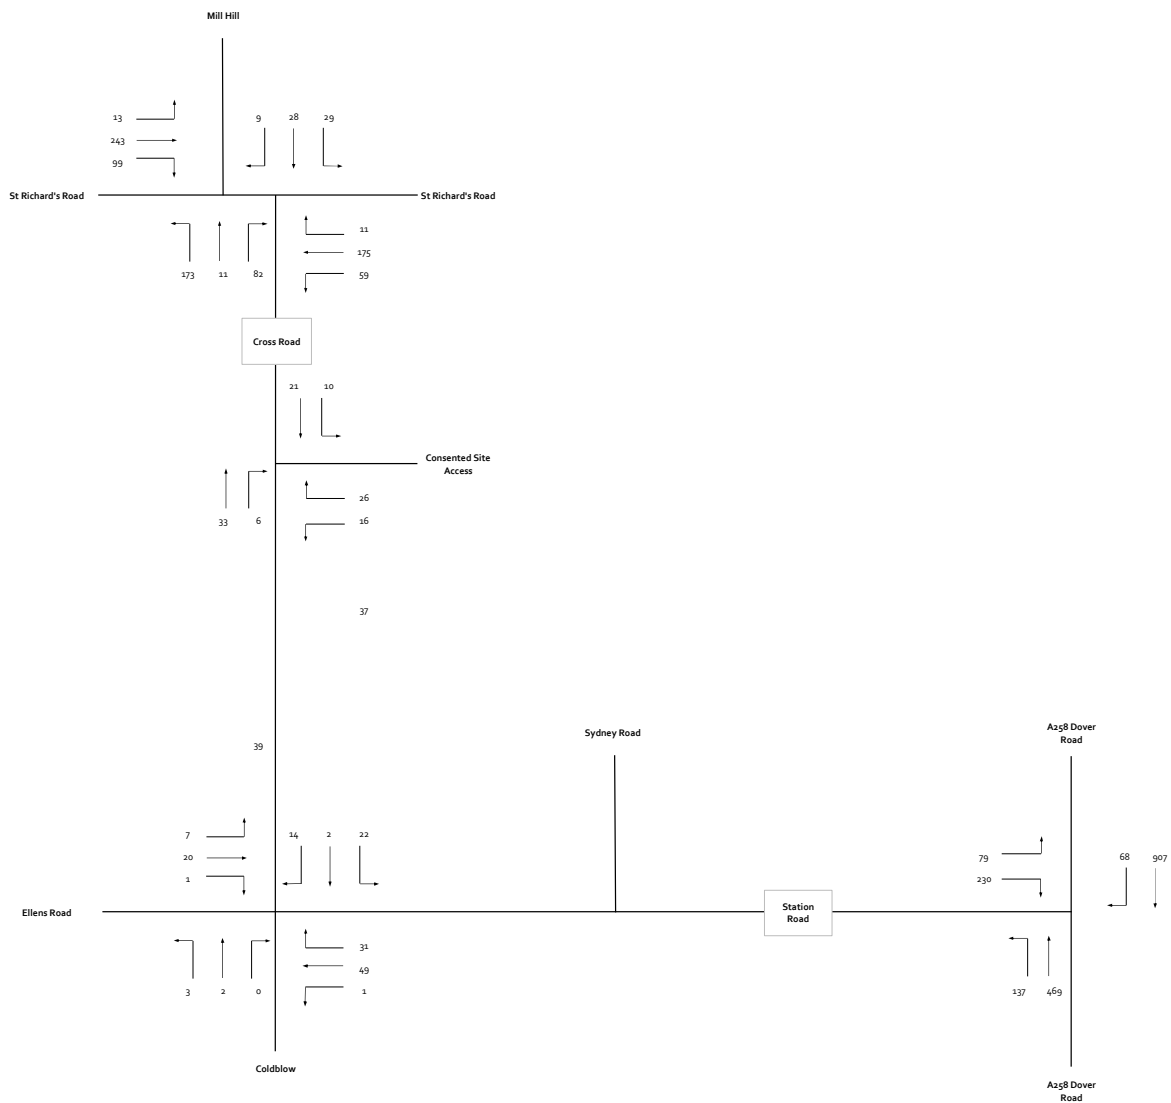 Mill Hill
13
9
28
29
243
99
St Richard's Road
St Richard's Road
11
175
59
173
11
82
Cross Road
21
10
Consented Site
Access
26
16
33
6
37
39
Sydney Road
A258 Dover
Road
7
20
1
14
2
22
79
230
68
907
Ellens Road
Station
Road
31
49
1
3
2
0
137
469
Coldblow
A258 Dover
Road